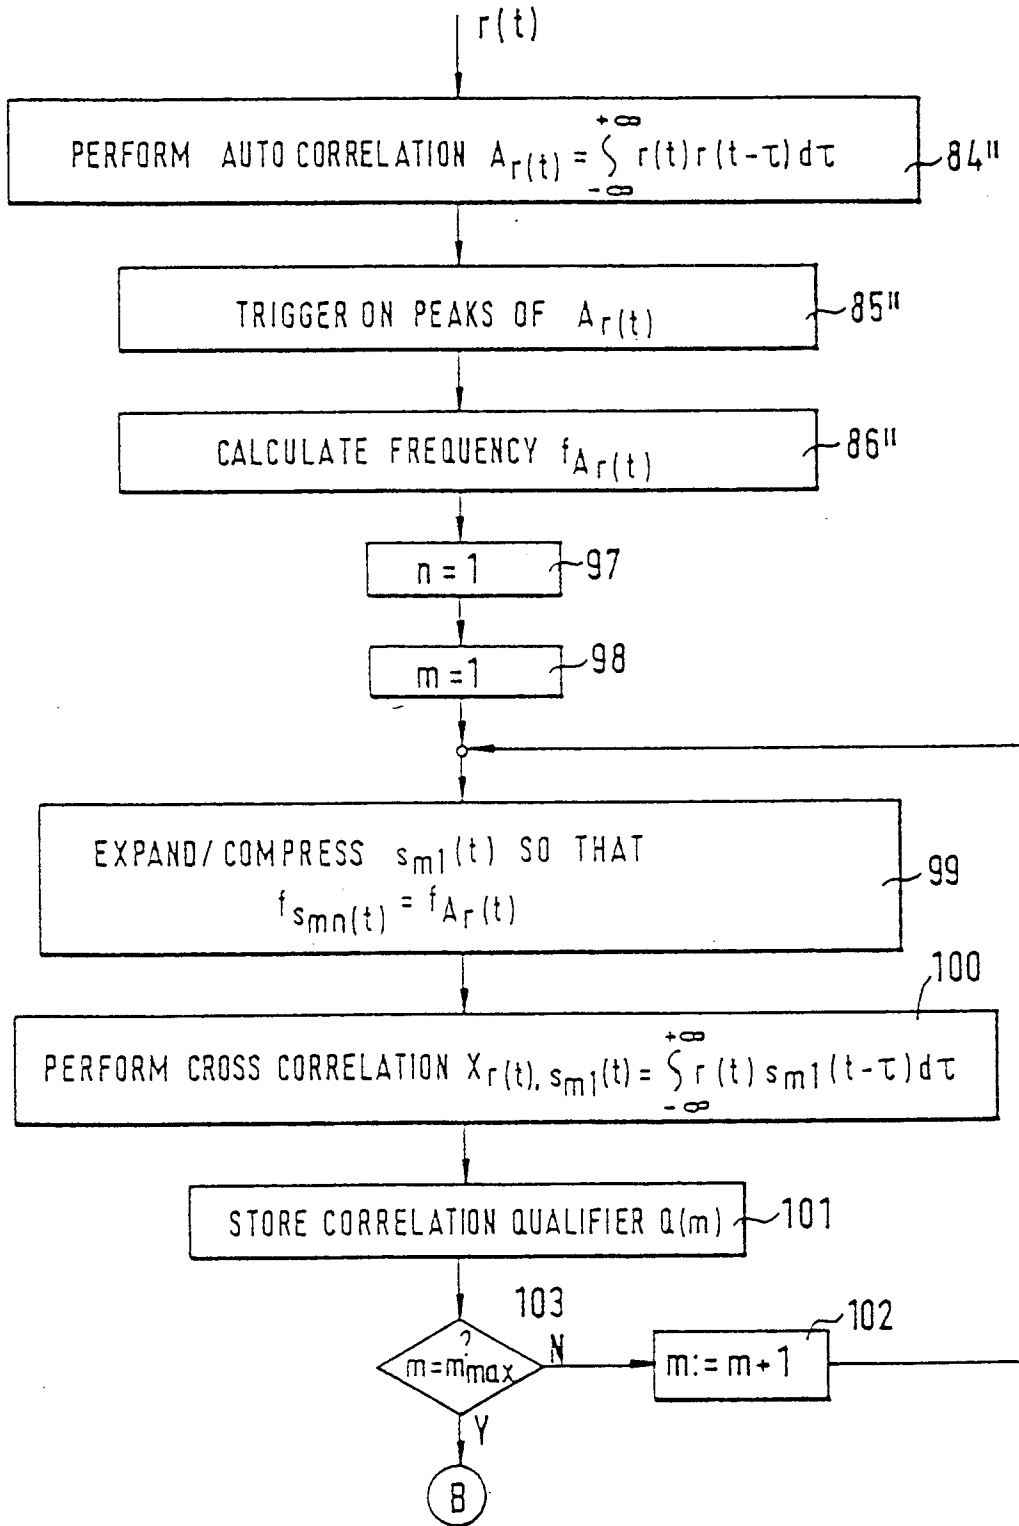 r(t)
+∞
PERFORM AUTO CORRELATION A_r(t) = ∫ r(t)r(t-τ)dτ
-∞
84"
TRIGGER ON PEAKS OF A_r(t)
85"
CALCULATE FREQUENCY f_A_r(t)
86"
n = 1
97
m = 1
98
EXPAND/COMPRESS s_m1(t) SO THAT
f_s_mn(t) = f_A_r(t)
99
100
+∞
PERFORM CROSS CORRELATION X_r(t), s_m1(t) = ∫ r(t) s_m1(t-τ)dτ
-∞
STORE CORRELATION QUALIFIER Q(m)
101
103
?
m=m_max
N
102
m:= m+1
Y
B